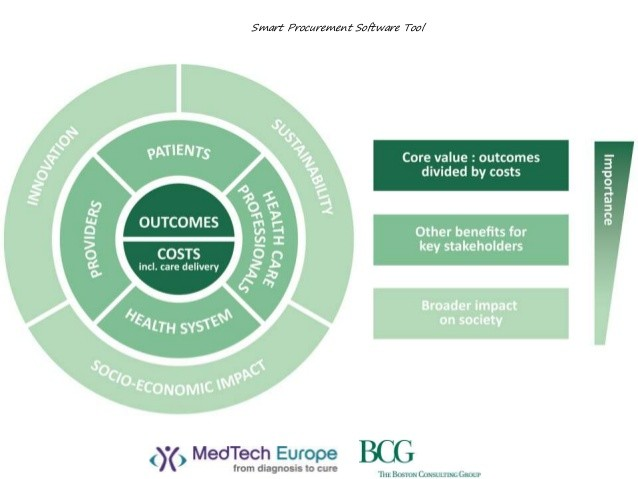 Smart Procurement Software Tool
INNOVATION
SUSTAINABILITY
PATIENTS
PROVIDERS
HEALTH CARE
PROFESSIONALS
OUTCOMES
COSTS
incl. care delivery
HEALTH SYSTEM
SOCIO-ECONOMIC IMPACT
Core value : outcomes
divided by costs
Other benefits for
key stakeholders
Broader impact
on society
Importance
MedTech Europe
from diagnosis to cure
BCG
THE BOSTON CONSULTING GROUP